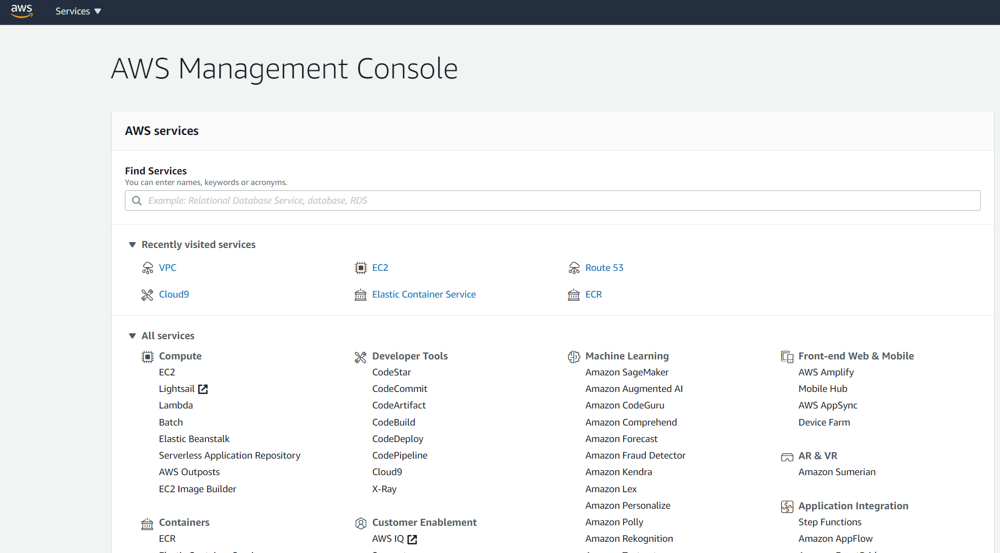 aws Services
AWS Management Console
AWS services
Find Services
You can enter names, keywords or acronyms.
Example: Relational Database Service, database, RDS
Recently visited services
VPC
EC2
Route 53
Cloud9
Elastic Container Service
ECR
All services
Compute
EC2
Lightsail
Lambda
Batch
Elastic Beanstalk
Serverless Application Repository
AWS Outposts
EC2 Image Builder
Containers
ECR
Developer Tools
CodeStar
CodeCommit
CodeArtifact
CodeBuild
CodeDeploy
CodePipeline
Cloud9
X-Ray
Customer Enablement
AWS IQ
Machine Learning
Amazon SageMaker
Amazon Augmented AI
Amazon CodeGuru
Amazon Comprehend
Amazon Forecast
Amazon Fraud Detector
Amazon Kendra
Amazon Lex
Amazon Personalize
Amazon Polly
Amazon Rekognition
Front-end Web & Mobile
AWS Amplify
Mobile Hub
AWS AppSync
Device Farm
AR & VR
Amazon Sumerian
Application Integration
Step Functions
Amazon AppFlow